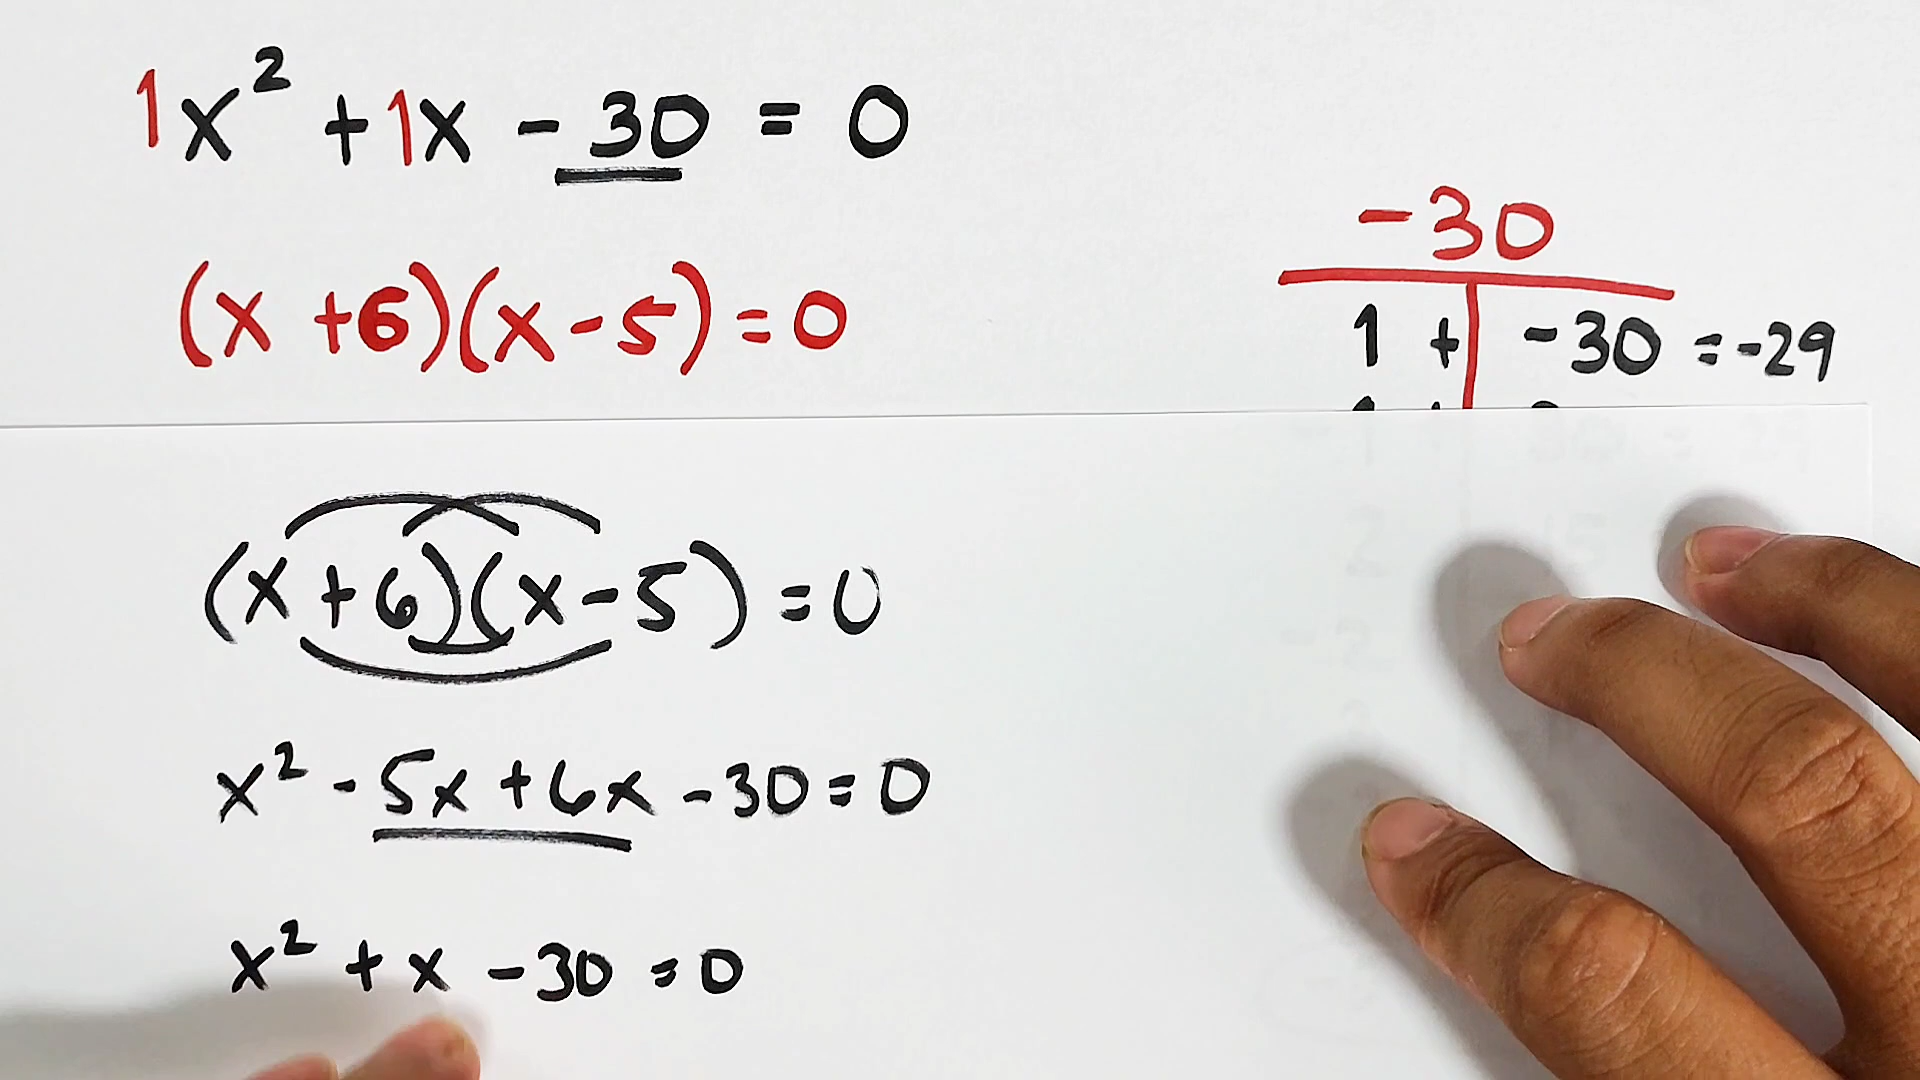 1x² + 1x - 30 = 0
(x + 6)(x - 5) = 0
-30
1 + -30 = -29
(x + 6)(x - 5) = 0
x² - 5x + 6x - 30 = 0
x² + x - 30 = 0